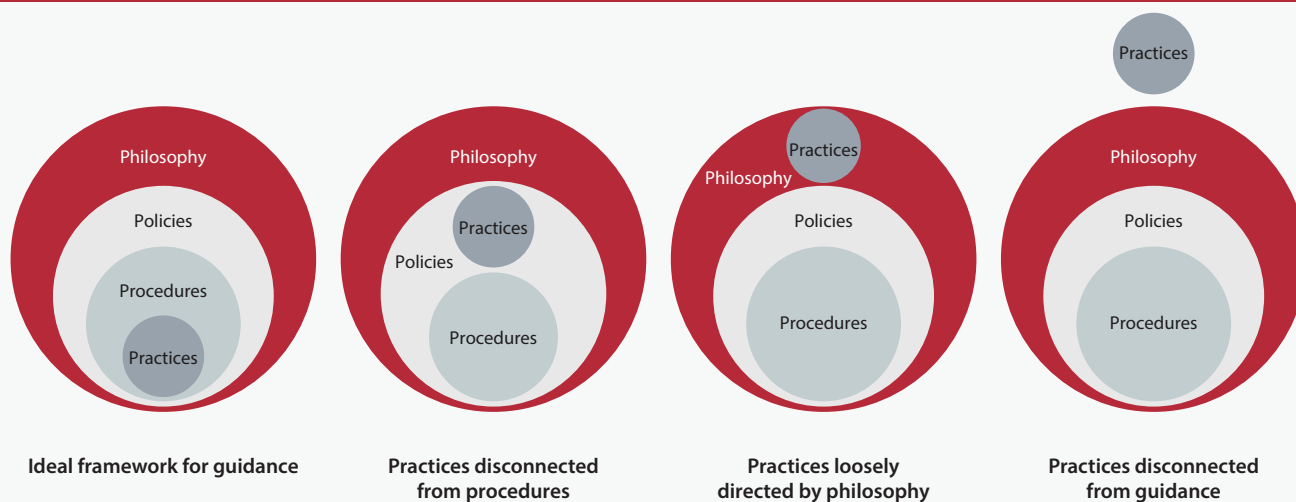 Philosophy
Policies
Procedures
Practices
Ideal framework for guidance
Philosophy
Practices
Policies
Procedures
Practices disconnected
from procedures
Practices
Philosophy
Policies
Procedures
Practices loosely
directed by philosophy
Practices
Philosophy
Policies
Procedures
Practices disconnected
from guidance